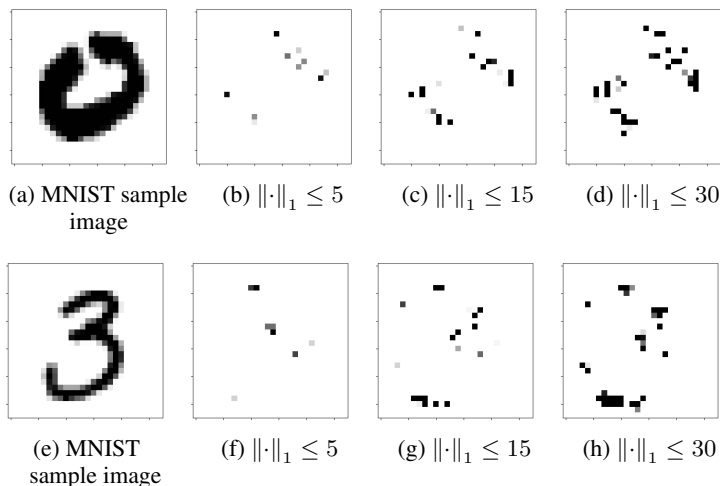 (a) MNIST sample image
(b) ‖·‖₁ ≤ 5
(c) ‖·‖₁ ≤ 15
(d) ‖·‖₁ ≤ 30
(e) MNIST
sample image
(f) ‖·‖₁ ≤ 5
(g) ‖·‖₁ ≤ 15
(h) ‖·‖₁ ≤ 30